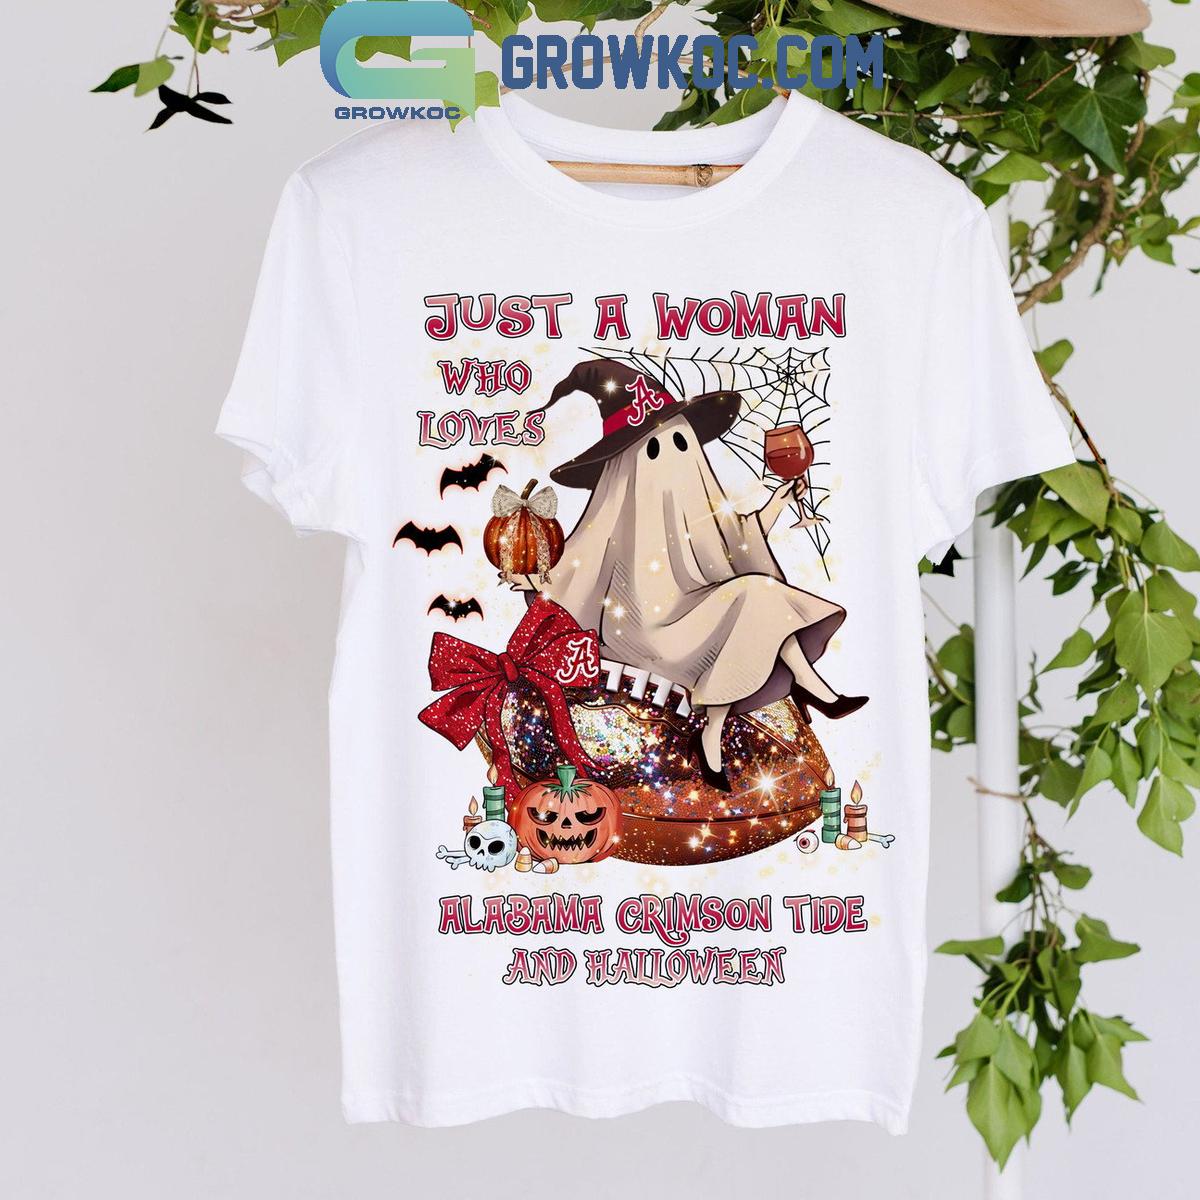 GROWKOC
GROWKOC.COM
JUST A WOMAN
WHO
LOVES
A
A
ALABAMA CRIMSON TIDE
AND HALLOWEEN